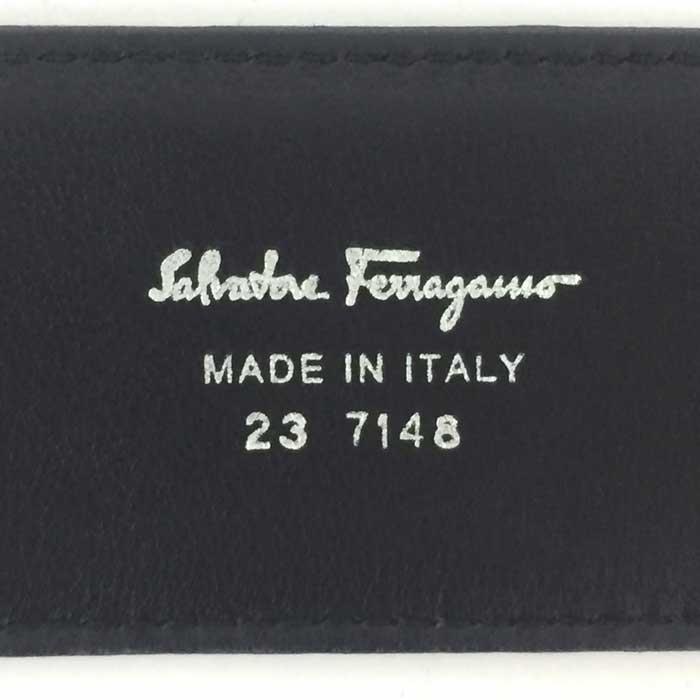 Salvatore Ferragamo
MADE IN ITALY
23 7148